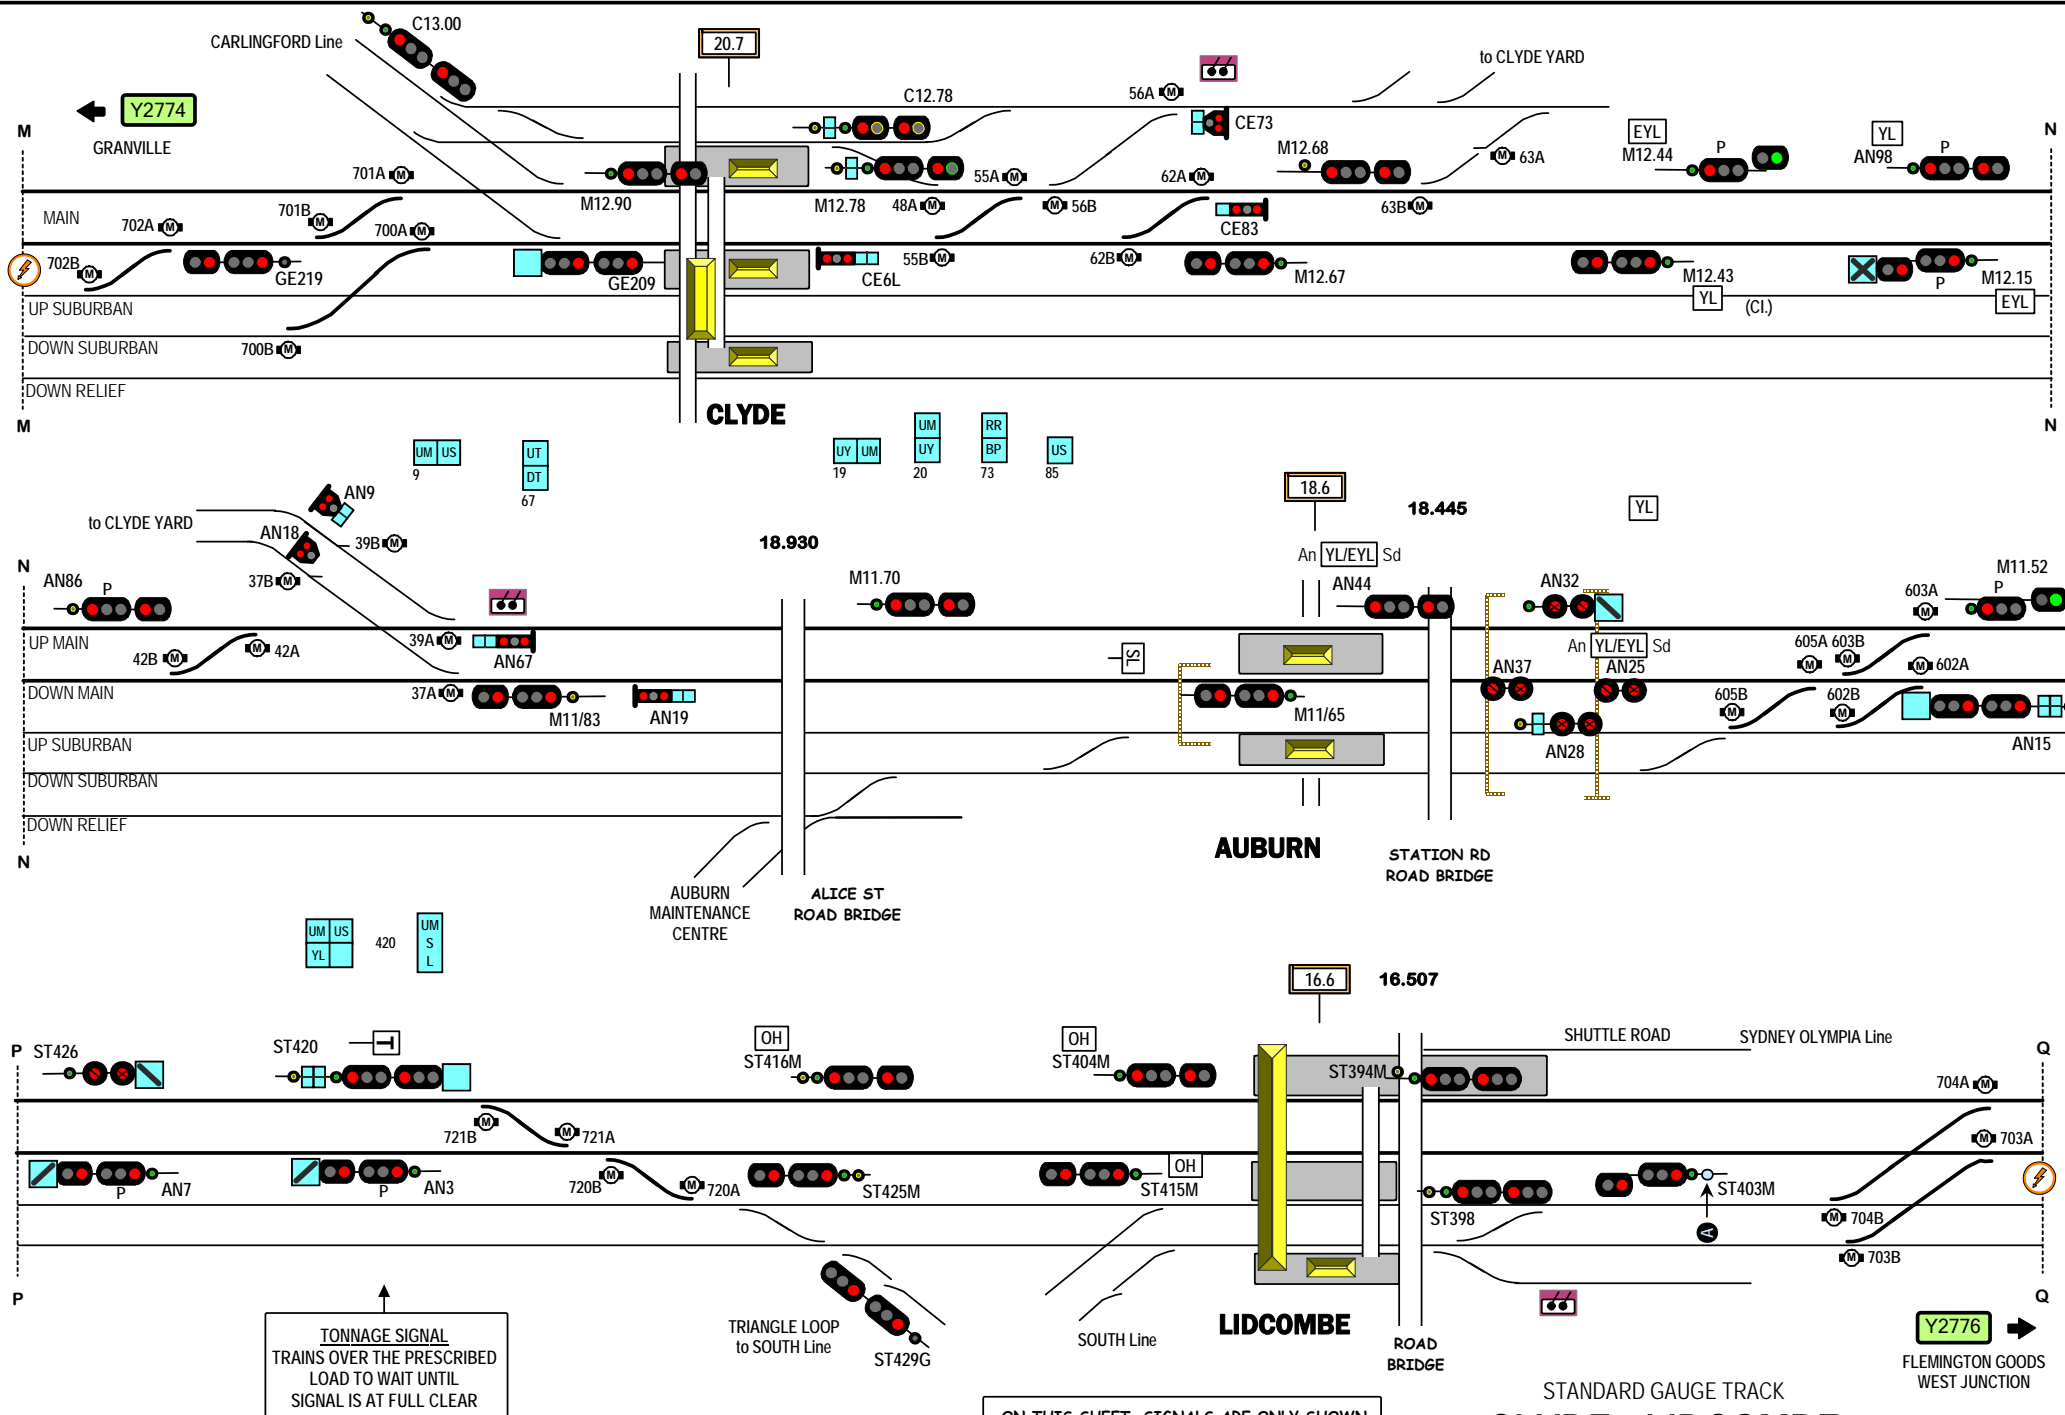 C13.00
CARLINGFORD Line
20.7
to CLYDE YARD
Y2774
GRANVILLE
M
N
C12.78
56A M
CE73
EYL
M12.44
P
YL
AN98
P
M12.68
63A
701A M
55A M
62A M
M12.90
M12.78
48A M
M 56B
CE83
63B M
MAIN
702A M
701B M
700A M
702B M
GE219
GE209
CE6L
55B M
62B M
M12.67
M12.43
YL
(Cl.)
P
M12.15
EYL
UP SUBURBAN
DOWN SUBURBAN
700B M
DOWN RELIEF
M
CLYDE
N
UM US
9
UT
DT
67
UY UM
19
UM
UY
20
RR
BP
73
US
85
18.6
18.445
YL
AN9
to CLYDE YARD
AN18
39B M
18.930
An YL/EYL Sd
N
AN86
P
37B M
M11.70
AN44
AN32
603A
M
M11.52
P
UP MAIN
42B M
M 42A
39A M
AN67
SL
An YL/EYL Sd
605A 603B
M M
M 602A
DOWN MAIN
37A M
M11/83
AN19
M11/65
AN37
AN25
605B
M
602B
M
UP SUBURBAN
AN28
AN15
DOWN SUBURBAN
DOWN RELIEF
N
AUBURN
STATION RD
ROAD BRIDGE
AUBURN
MAINTENANCE
CENTRE
ALICE ST
ROAD BRIDGE
UM US
YL
420
UM
S
L
16.6
16.507
P
ST426
ST420
T
OH
ST416M
OH
ST404M
ST394M
SHUTTLE ROAD
SYDNEY OLYMPIA Line
Q
704A M
721B M
M 721A
M 703A
P
AN7
P
AN3
720B M
M 720A
ST425M
OH
ST415M
ST398
ST403M
A
M 704B
M 703B
P
Q
TONNAGE SIGNAL
TRAINS OVER THE PRESCRIBED
LOAD TO WAIT UNTIL
SIGNAL IS AT FULL CLEAR
TRIANGLE LOOP
to SOUTH Line
ST429G
SOUTH Line
LIDCOMBE
ROAD
BRIDGE
Y2776
FLEMINGTON GOODS
WEST JUNCTION
STANDARD GAUGE TRACK
ON THIS SHEET, SIGNALS ARE ONLY SHOWN
CLYDE - LIDCOMBE